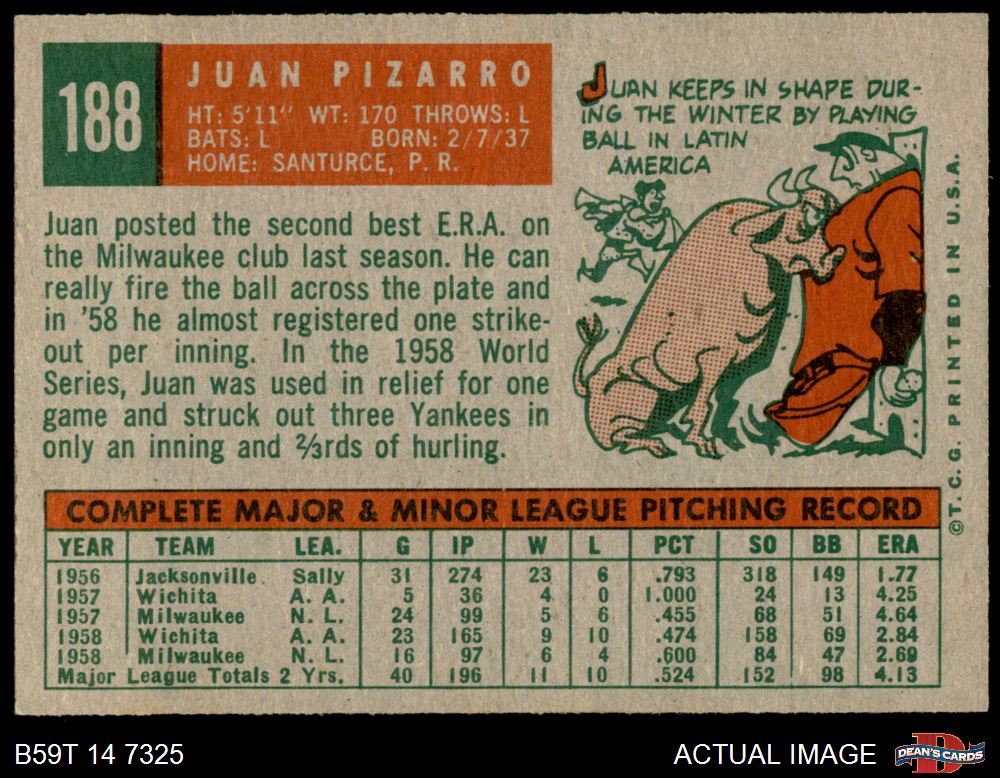 188
JUAN PIZARRO
HT: 5'11" WT: 170 THROWS: L
BATS: L BORN: 2/7/37
HOME: SANTURCE, P. R.
JUAN KEEPS IN SHAPE DUR-
ING THE WINTER BY PLAYING
BALL IN LATIN
AMERICA
Juan posted the second best E.R.A. on
the Milwaukee club last season. He can
really fire the ball across the plate and
in '58 he almost registered one strike-
out per inning. In the 1958 World
Series, Juan was used in relief for one
game and struck out three Yankees in
only an inning and ⅔rds of hurling.
©T.C.G. PRINTED IN U.S.A.
COMPLETE MAJOR & MINOR LEAGUE PITCHING RECORD
YEAR TEAM LEA. G IP W L PCT SO BB ERA
1956 Jacksonville Sally 31 274 23 6 .793 318 149 1.77
1957 Wichita A. A. 5 36 4 0 1.000 24 13 4.25
1957 Milwaukee N. L. 24 99 5 6 .455 68 51 4.64
1958 Wichita A. A. 23 165 9 10 .474 158 69 2.84
1958 Milwaukee N. L. 16 97 6 4 .600 84 47 2.69
Major League Totals 2 Yrs. 40 196 11 10 .524 152 98 4.13
B59T 14 7325
ACTUAL IMAGE
DEAN'S CARDS